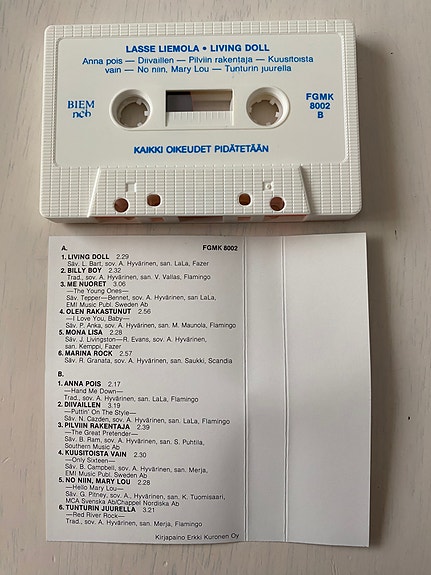 LASSE LIEMOLA • LIVING DOLL
Anna pois — Diivaillen — Pilviin rakentaja — Kuusitoista
vain — No niin, Mary Lou — Tunturin juurella
BIEM
ncb
FGMK
8002
B
KAIKKI OIKEUDET PIDÄTETÄÄN
A. FGMK 8002
1. LIVING DOLL 2.29
Säv. L. Bart, sov. A. Hyvärinen, san. LaLa, Fazer
2. BILLY BOY 2.32
Trad., sov. A. Hyvärinen, san. V. Vallas, Flamingo
3. ME NUORET 3.06
—The Young Ones—
Säv. Tepper—Bennet, sov. A. Hyvärinen, san LaLa,
EMI Music Publ. Sweden Ab
4. OLEN RAKASTUNUT 2.56
—I Love You, Baby—
Säv. P. Anka, sov. A. Hyvärinen, san. M. Maunola, Flamingo
5. MONA LISA 2.28
Säv. J. Livingston—R. Evans, sov. A. Hyvärinen,
san. Kemppi, Fazer
6. MARINA ROCK 2.57
Säv. R. Granata, sov. A. Hyvärinen, san. Saukki, Scandia
B.
1. ANNA POIS 2.17
—Hand Me Down—
Trad., sov. A. Hyvärinen, san. LaLa, Flamingo
2. DIIVAILLEN 3.19
—Puttin' On The Style—
Säv. N. Cazden, sov. A. Hyvärinen, san. LaLa, Flamingo
3. PILVIIN RAKENTAJA 2.39
—The Great Pretender—
Säv. B. Ram, sov. A. Hyvärinen, san. S. Puhtila,
Southern Music Ab
4. KUUSITOISTA VAIN 2.30
—Only Sixteen—
Säv. B. Campbell, sov. A. Hyvärinen, san. Merja,
EMI Music Publ. Sweden Ab
5. NO NIIN, MARY LOU 2.28
—Hello Mary Lou—
Säv. G. Pitney, sov. A., Hyvärinen, san. K. Tuomisaari,
MCA Svenska Ab/Chappel Nordiska Ab
6. TUNTURIN JUURELLA 3.21
—Red River Rock—
Trad., sov. A. Hyvärinen, san. Merja, Flamingo
Kirjapaino Erkki Kuronen Oy